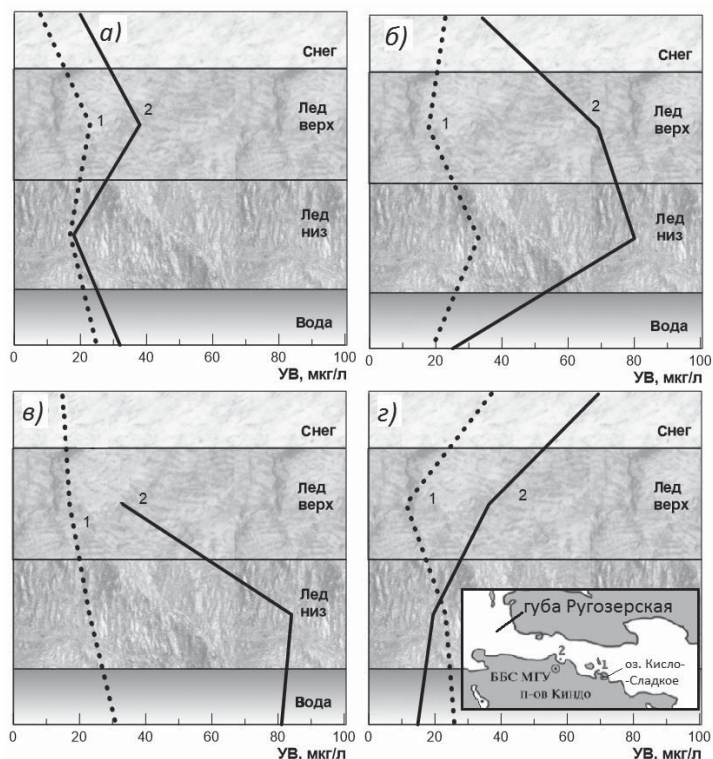 а)
Снег
1
2
Лед
верх
Лед
низ
Вода
0 20 40 60 80 100
УВ, мкг/л
б)
Снег
1
2
Лед
верх
Лед
низ
Вода
0 20 40 60 80 100
УВ, мкг/л
в)
Снег
2
1
Лед
верх
Лед
низ
Вода
0 20 40 60 80 100
УВ, мкг/л
г)
Снег
1
2
Лед
верх
Лед
низ
губа Ругозерская
2
1
ББС МГУ
п-ов Киндо
оз. Кисло-
-Сладкое
0 20 40 60 80 100
УВ, мкг/л